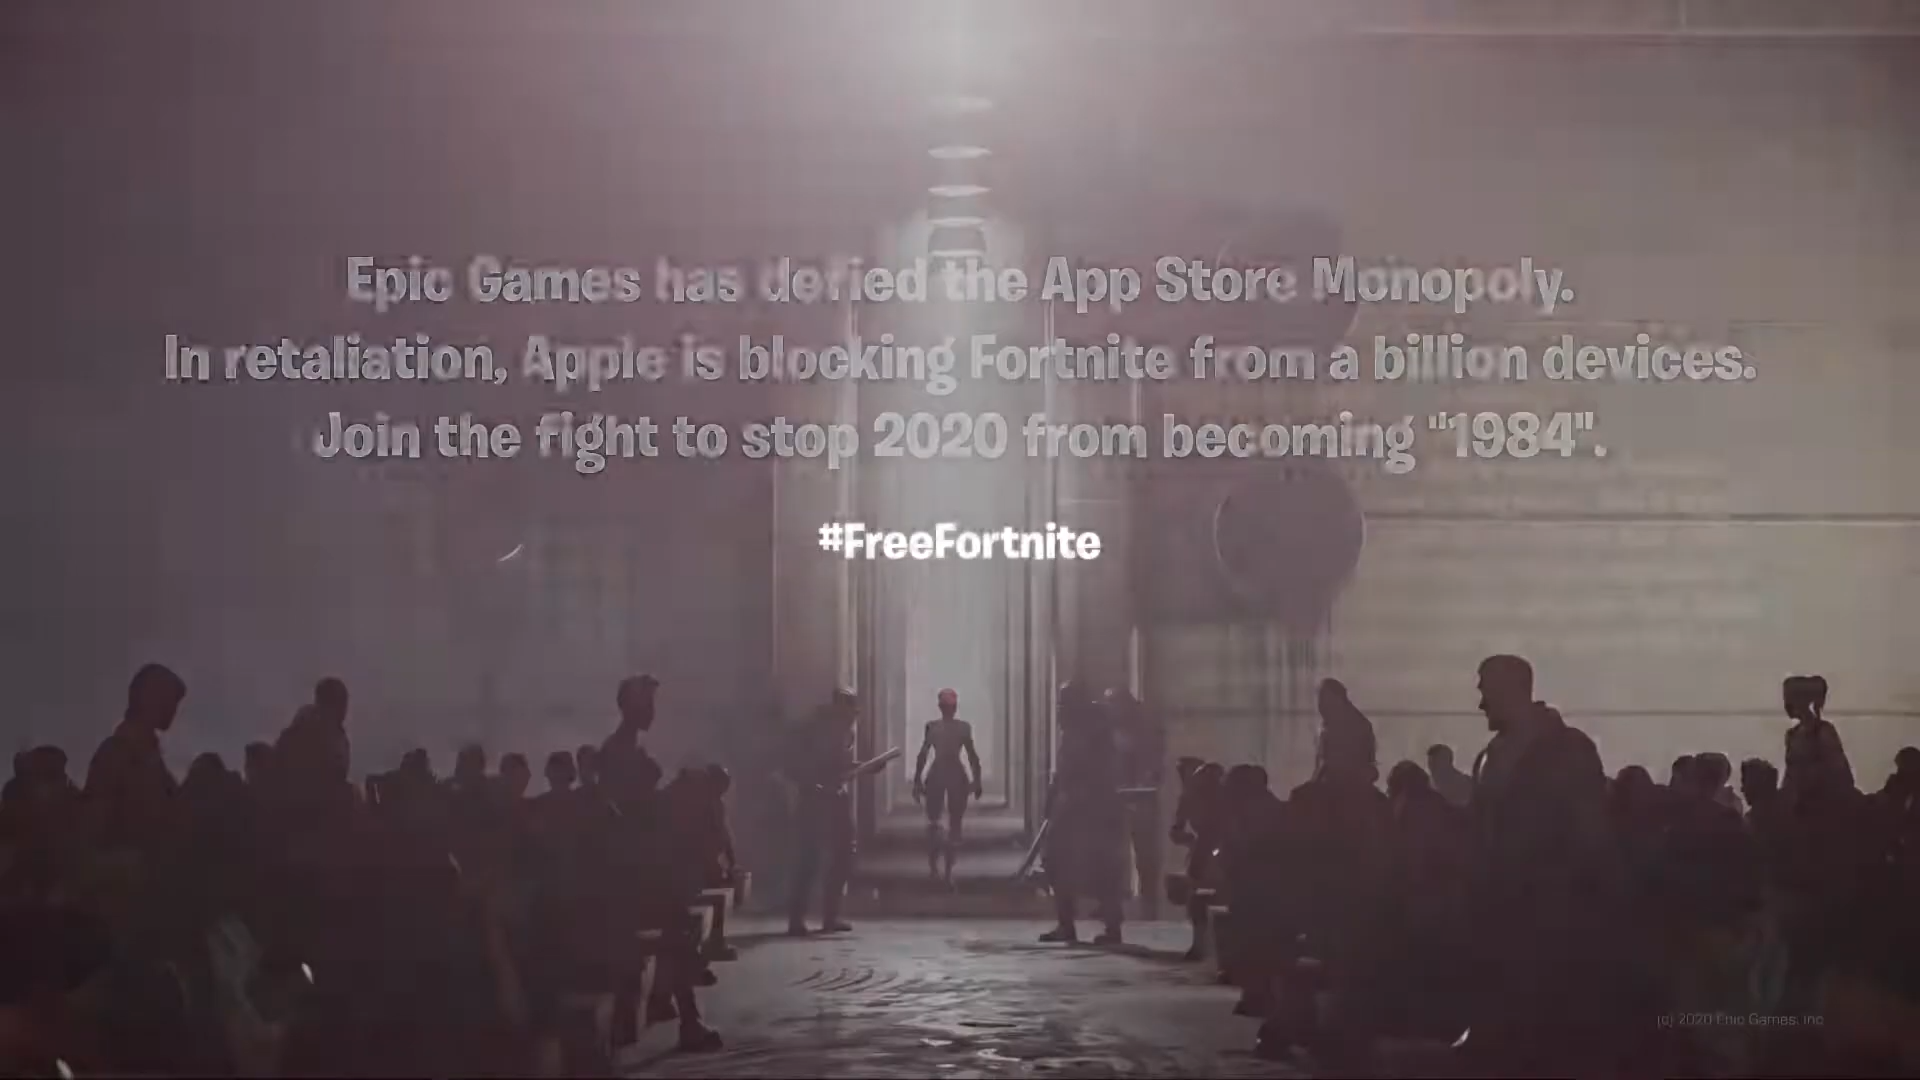 Epic Games has defied the App Store Monopoly.
In retaliation, Apple is blocking Fortnite from a billion devices.
Join the fight to stop 2020 from becoming "1984".
#FreeFortnite
(c) 2020 Epic Games, Inc